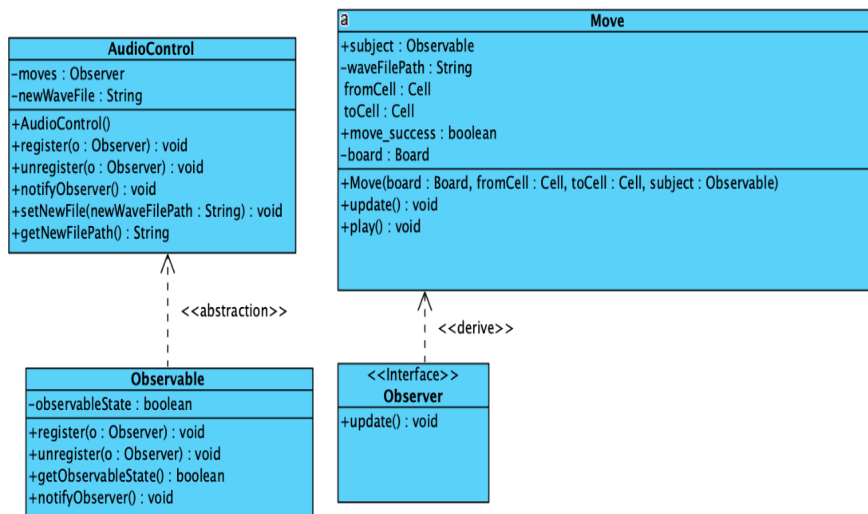 AudioControl
-moves : Observer
-newWaveFile : String
+AudioControl()
+register(o : Observer) : void
+unregister(o : Observer) : void
+notifyObserver() : void
+setNewFile(newWaveFilePath : String) : void
+getNewFilePath() : String
<<abstraction>>
Observable
-observableState : boolean
+register(o : Observer) : void
+unregister(o : Observer) : void
+getObservableState() : boolean
+notifyObserver() : void
a
Move
+subject : Observable
-waveFilePath : String
fromCell : Cell
toCell : Cell
+move_success : boolean
-board : Board
+Move(board : Board, fromCell : Cell, toCell : Cell, subject : Observable)
+update() : void
+play() : void
<<derive>>
<<Interface>>
Observer
+update() : void